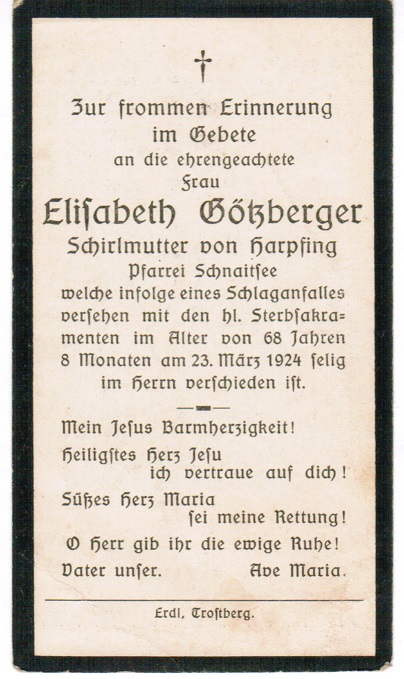 Zur frommen Erinnerung
im Gebete
an die ehrengeachtete
Frau
Elisabeth Götzberger
Schirlmutter von Harpfing
Pfarrei Schnaitsee
welche infolge eines Schlaganfalles
versehen mit den hl. Sterbsakra-
menten im Alter von 68 Jahren
8 Monaten am 23. März 1924 selig
im Herrn verschieden ist.
Mein Jesus Barmherzigkeit!
Heiligstes Herz Jesu
ich vertraue auf dich!
Süßes Herz Maria
sei meine Rettung!
O Herr gib ihr die ewige Ruhe!
Vater unser. Ave Maria.
Erdl, Trostberg.